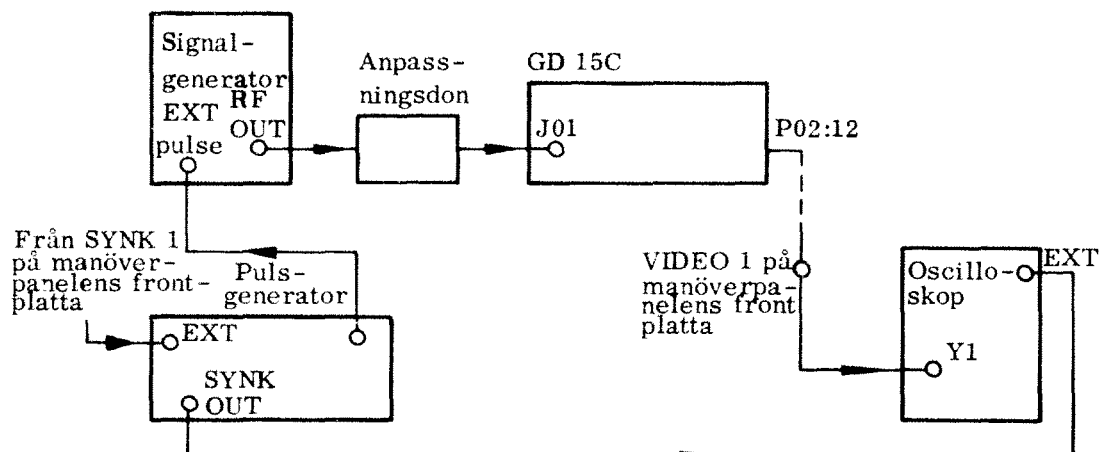 Signal-
generator
EXT RF
pulse OUT
Anpass-
ningsdon
GD 15C
J01
P02:12
Från SYNK 1
på manöver-
panelens front-
platta
Puls-
generator
EXT
SYNK
OUT
VIDEO 1 på
manöverpa-
nelens front
platta
Oscillo-
skop
EXT
Y1